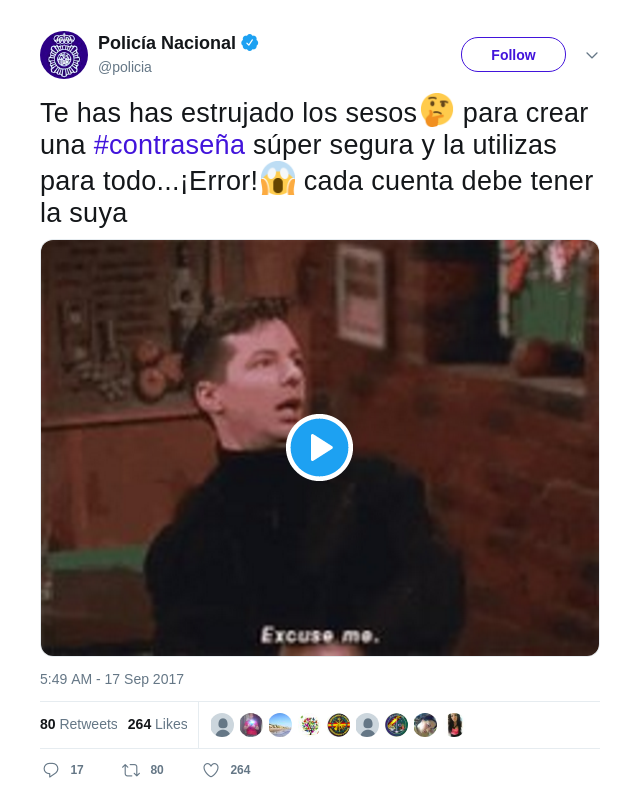 Policía Nacional
@policia
Follow
Te has has estrujado los sesos🤔 para crear
una #contraseña súper segura y la utilizas
para todo...¡Error!😱 cada cuenta debe tener
la suya
Excuse me.
5:49 AM - 17 Sep 2017
80 Retweets 264 Likes
17 80 264